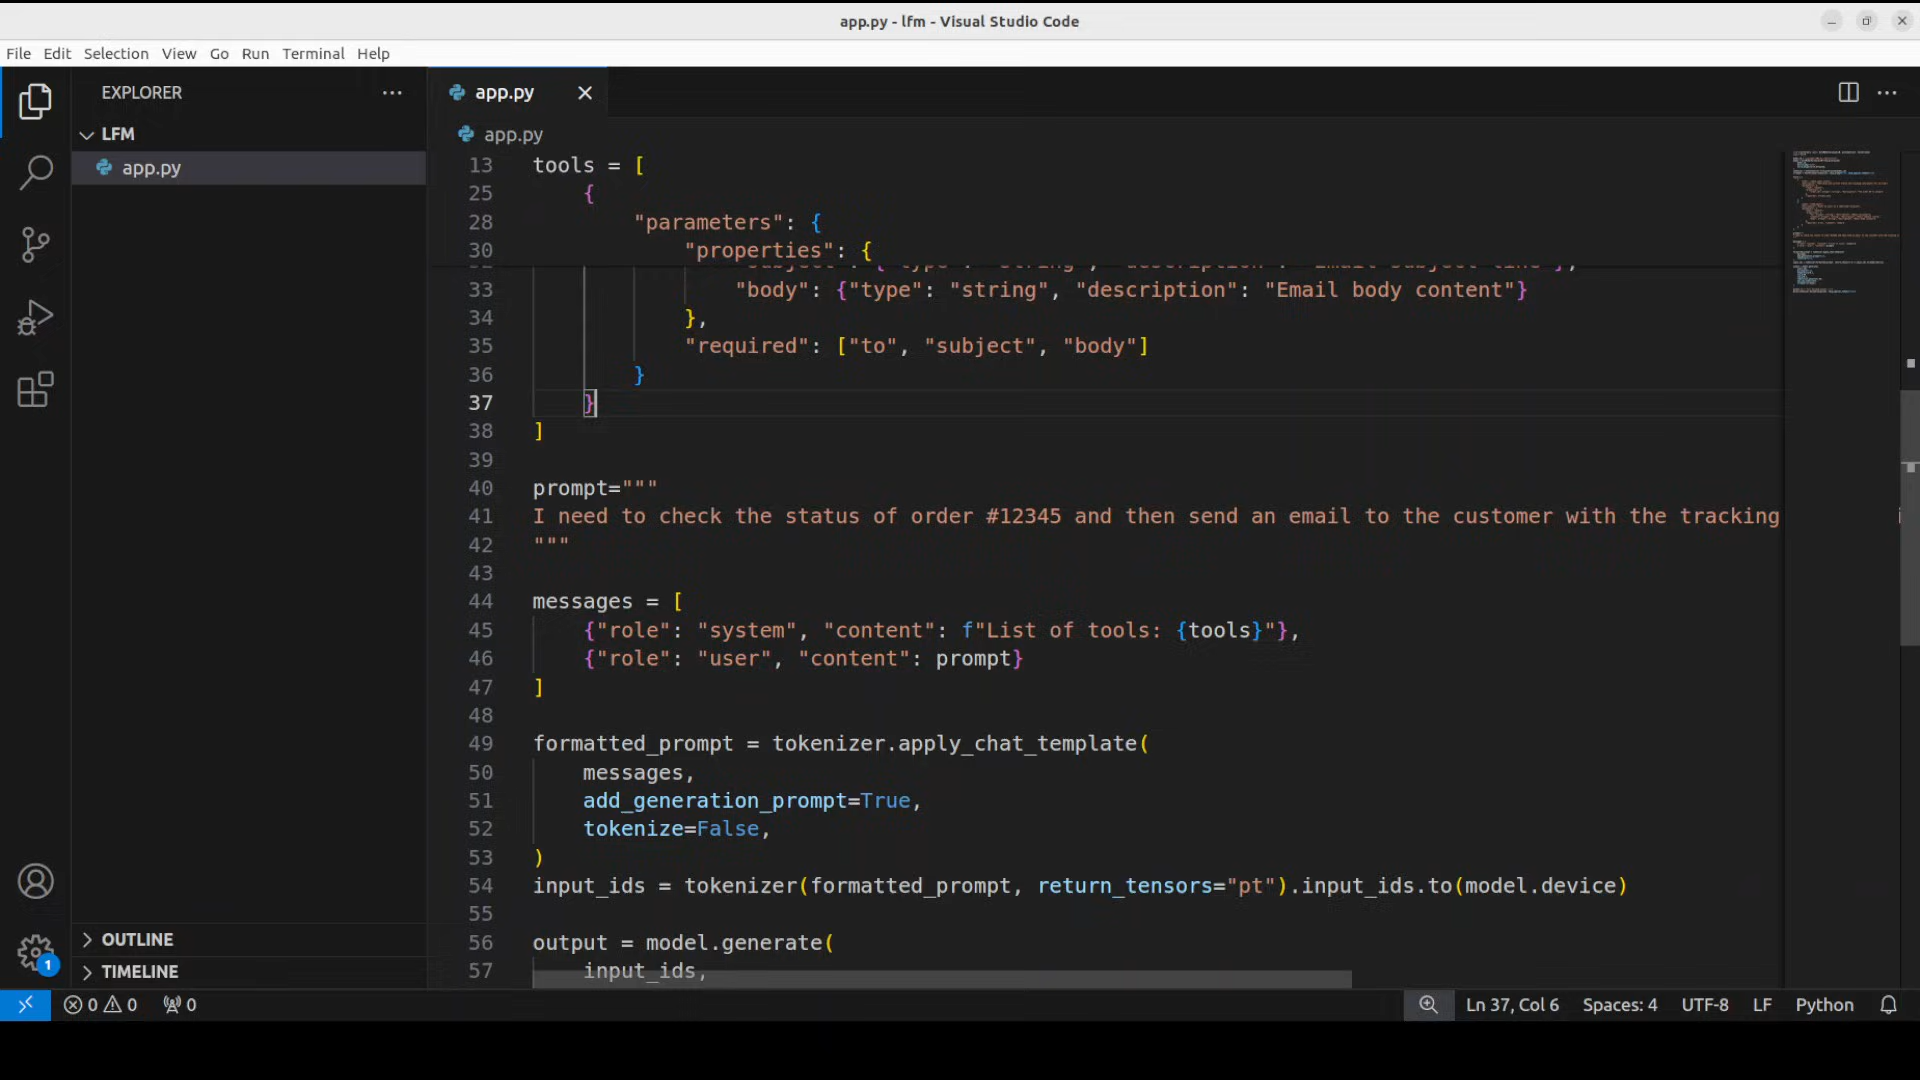 app.py - lfm - Visual Studio Code
File Edit Selection View Go Run Terminal Help
EXPLORER
LFM
app.py
OUTLINE
TIMELINE
app.py
app.py
13 tools = [
25 {
28 "parameters": {
30 "properties": {
33 "body": {"type": "string", "description": "Email body content"}
34 },
35 "required": ["to", "subject", "body"]
36 }
37 }
38 ]
39
40 prompt="""
41 I need to check the status of order #12345 and then send an email to the customer with the tracking
42 """
43
44 messages = [
45 {"role": "system", "content": f"List of tools: {tools}"},
46 {"role": "user", "content": prompt}
47 ]
48
49 formatted_prompt = tokenizer.apply_chat_template(
50 messages,
51 add_generation_prompt=True,
52 tokenize=False,
53 )
54 input_ids = tokenizer(formatted_prompt, return_tensors="pt").input_ids.to(model.device)
55
56 output = model.generate(
57 input_ids,
1
0 0 0 Ln 37, Col 6 Spaces: 4 UTF-8 LF Python